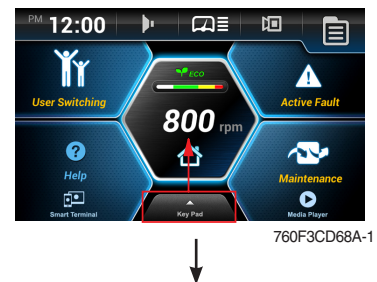 PM 12:00
ECO
User Switching
Active Fault
800 rpm
Help
Maintenance
Smart Terminal
Key Pad
Media Player
760F3CD68A-1